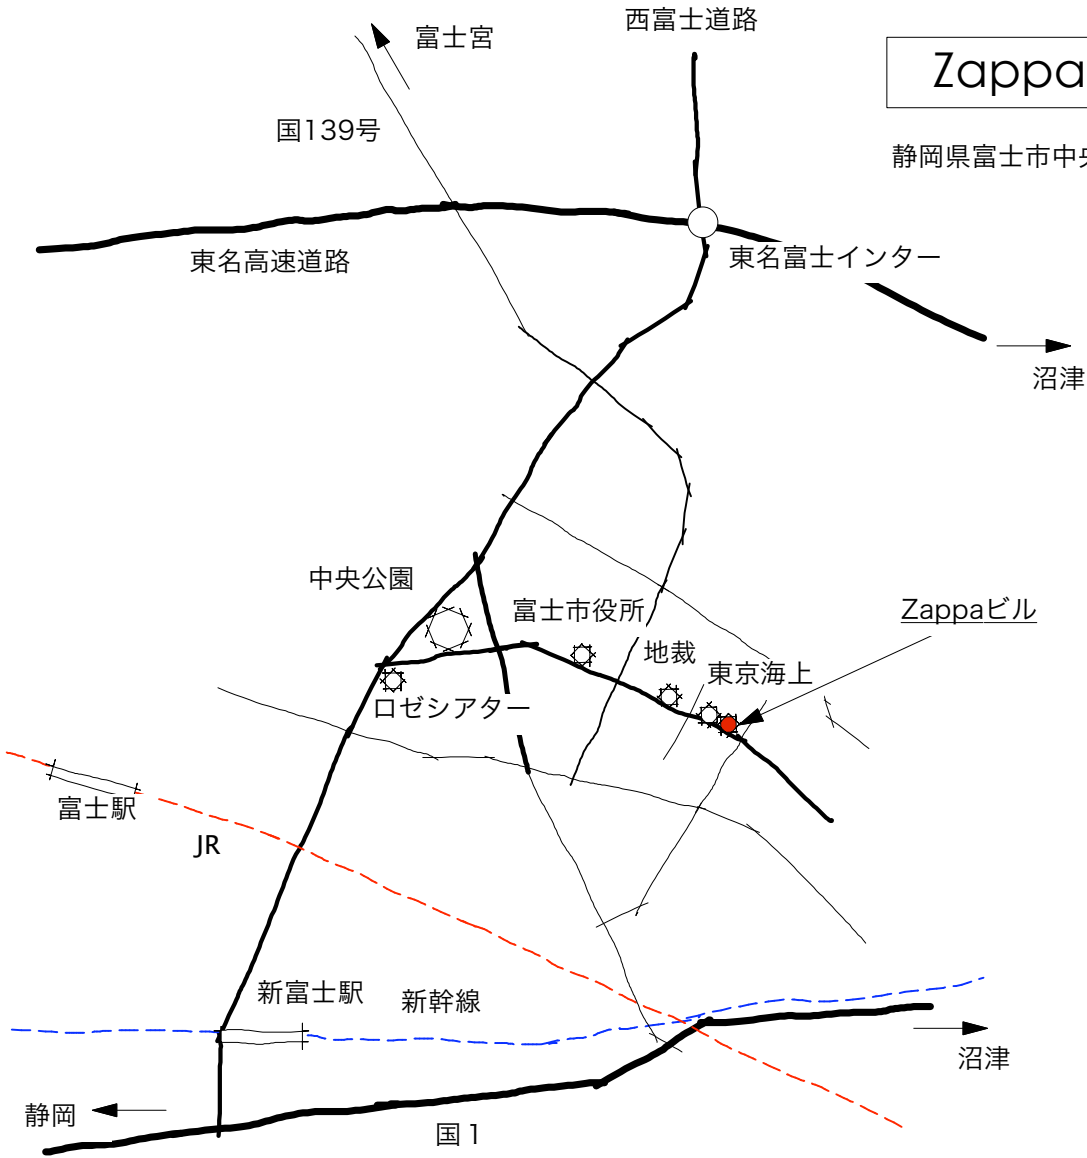 西富士道路
富士宮
Zappa
国139号
静岡県富士市中央
東名高速道路
東名富士インター
沼津
中央公園
富士市役所
Zappaビル
地裁
東京海上
ロゼシアター
富士駅
JR
新富士駅
新幹線
沼津
静岡
国1